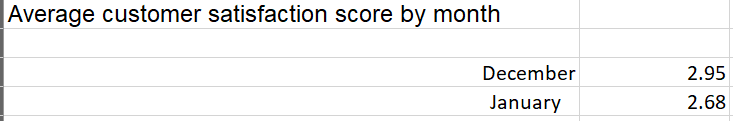 Average customer satisfaction score by month
December 2.95
January 2.68